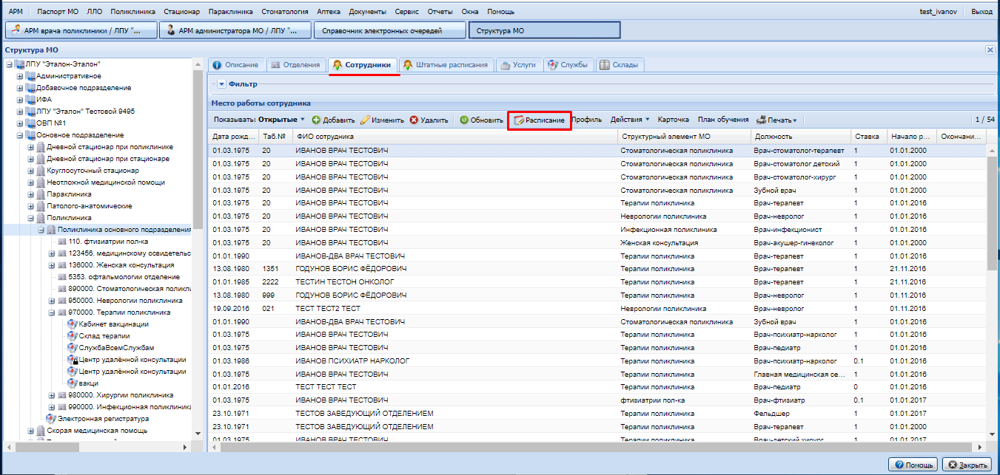 АРМ Паспорт МО ЛЛО Поликлиника Стационар Параклиника Стоматология Аптека Документы Сервис Отчеты Окна Помощь test_ivanov Выход
АРМ врача поликлиники / ЛПУ "... АРМ администратора МО / ЛПУ "... Справочник электронных очередей Структура МО
Структура МО
ЛПУ "Эталон-Эталон"
Административное
Добавочное подразделение
ИФА
ЛПУ "Эталон" Тестовой 9495
ОВП №1
Основное подразделение
Дневной стационар при поликлинике
Дневной стационар при стационаре
Круглосуточный стационар
Неотложной медицинской помощи
Параклиника
Патолого-анатомические
Поликлиника
Поликлиника основного подразделения
110. фтизиатрии пол-ка
123456. медицинскому освидетельс
136000. Женская консультация
5353. офтальмологии отделение
890000. Стоматологическая поликли
950000. Неврологии поликлиника
970000. Терапии поликлиника
Кабинет вакцинации
Склад терапии
СлужбаВсемСлужбам
Центр удалённой консультации
Центр удалённой консультации
вакци
980000. Хирургии поликлиника
990000. Инфекционная поликлиника
Электронная регистратура
Скорая медицинская помощь
Описание Отделения Сотрудники Штатные расписания Услуги Службы Склады
Фильтр
Место работы сотрудника
Показывать: Открытые Добавить Изменить Удалить Обновить Расписание Профиль Действия Карточка План обучения Печать 1 / 54
Дата рожд... Таб.№ ФИО сотрудника Структурный элемент МО Должность Ставка Начало р... Окончани...
01.03.1975 20 ИВАНОВ ВРАЧ ТЕСТОВИЧ Стоматологическая поликлиника Врач-стоматолог-терапевт 1 01.01.2000
01.03.1975 20 ИВАНОВ ВРАЧ ТЕСТОВИЧ Стоматологическая поликлиника Врач-стоматолог детский 1 01.01.2000
01.03.1975 20 ИВАНОВ ВРАЧ ТЕСТОВИЧ Стоматологическая поликлиника Врач-стоматолог-хирург 1 01.01.2000
01.03.1975 20 ИВАНОВ ВРАЧ ТЕСТОВИЧ Стоматологическая поликлиника Зубной врач 1 01.01.2000
01.03.1975 20 ИВАНОВ ВРАЧ ТЕСТОВИЧ Терапии поликлиника Врач-терапевт 1 01.01.2016
01.03.1975 20 ИВАНОВ ВРАЧ ТЕСТОВИЧ Неврологии поликлиника Врач-невролог 1 01.01.2016
01.03.1975 20 ИВАНОВ ВРАЧ ТЕСТОВИЧ Инфекционная поликлиника Врач-инфекционист 1 01.01.2016
01.03.1975 20 ИВАНОВ ВРАЧ ТЕСТОВИЧ Женская консультация Врач-акушер-гинеколог 1 01.01.2000
01.01.1990 ИВАНОВ-ДВА ВРАЧ ТЕСТОВИЧ Терапии поликлиника Врач-терапевт 1 01.01.2016
13.08.1980 1351 ГОДУНОВ БОРИС ФЁДОРОВИЧ Терапии поликлиника Врач-терапевт 1 21.11.2016
01.01.1985 2222 ТЕСТИН ТЕСТОН ОНКОЛОГ Терапии поликлиника Врач-терапевт 1 21.11.2016
13.08.1980 999 ГОДУНОВ БОРИС ФЁДОРОВИЧ Терапии поликлиника Врач-невролог 1 01.11.2016
19.09.2016 021 ТЕСТ ТЕСТ2 ТЕСТ Неврологии поликлиника Врач-невролог 1 01.11.2016
01.01.1990 ИВАНОВ-ДВА ВРАЧ ТЕСТОВИЧ Стоматологическая поликлиника Зубной врач 1 01.01.2016
01.03.1975 ИВАНОВ ВРАЧ ТЕСТОВИЧ Терапии поликлиника Врач-психиатр-нарколог 1 01.01.2016
01.03.1975 ИВАНОВ ВРАЧ ТЕСТОВИЧ Терапии поликлиника Врач-педиатр 1 01.01.2016
01.03.1986 ИВАНОВ ПСИХИАТР НАРКОЛОГ Терапии поликлиника Врач-психиатр-нарколог 0.1 01.01.2016
01.03.1975 ИВАНОВ ВРАЧ ТЕСТОВИЧ Терапии поликлиника Главная медицинская се... 1 01.01.2016
01.01.2016 ТЕСТ ТЕСТ ТЕСТ Терапии поликлиника Врач-педиатр 0 01.01.2016
01.03.1975 ИВАНОВ ВРАЧ ТЕСТОВИЧ фтизиатрии пол-ка Врач-фтизиатр 0.1 01.01.2017
23.10.1971 ТЕСТОВ ЗАВЕДУЮЩИЙ ОТДЕЛЕНИЕМ Терапии поликлиника Фельдшер 1 01.01.2016
23.10.1971 ТЕСТОВ ЗАВЕДУЮЩИЙ ОТДЕЛЕНИЕМ Терапии поликлиника Врач-терапевт 1 01.01.2000
01.03.1975 ИВАНОВ ВРАЧ ТЕСТОВИЧ Терапии поликлиника Врач-детский хирург 1 01.01.2017
Помощь Закрыть